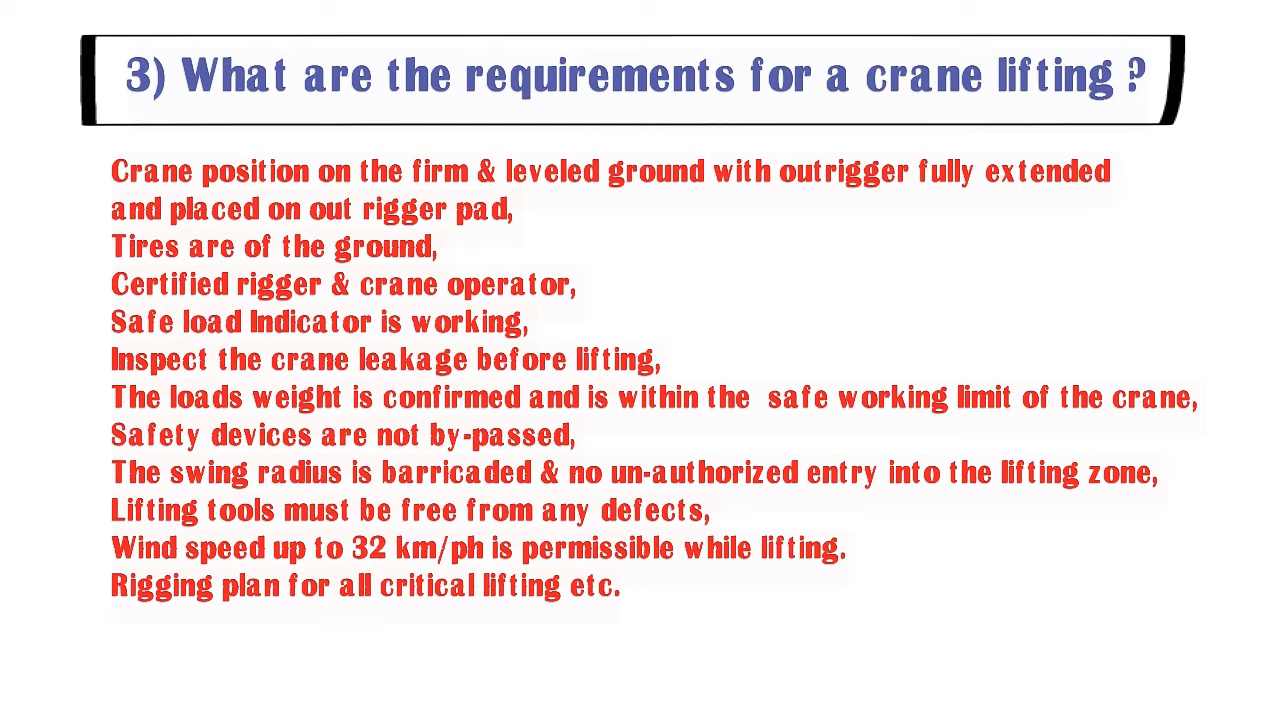 3) What are the requirements for a crane lifting ?
Crane position on the firm & leveled ground with outrigger fully extended
and placed on out rigger pad,
Tires are of the ground,
Certified rigger & crane operator,
Safe load Indicator is working,
Inspect the crane leakage before lifting,
The loads weight is confirmed and is within the safe working limit of the crane,
Safety devices are not by-passed,
The swing radius is barricaded & no un-authorized entry into the lifting zone,
Lifting tools must be free from any defects,
Wind speed up to 32 km/ph is permissible while lifting.
Rigging plan for all critical lifting etc.